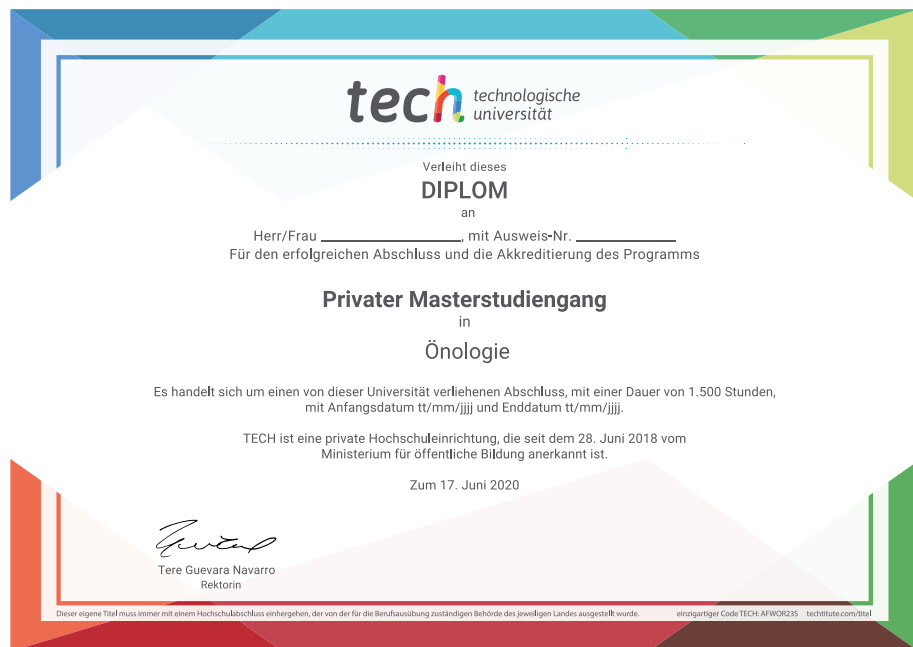 tech technologische
universität
Verleiht dieses
DIPLOM
an
Herr/Frau ____________, mit Ausweis-Nr. ____________
Für den erfolgreichen Abschluss und die Akkreditierung des Programms
Privater Masterstudiengang
in
Önologie
Es handelt sich um einen von dieser Universität verliehenen Abschluss, mit einer Dauer von 1.500 Stunden,
mit Anfangsdatum tt/mm/jjjj und Enddatum tt/mm/jjjj.
TECH ist eine private Hochschuleinrichtung, die seit dem 28. Juni 2018 vom
Ministerium für öffentliche Bildung anerkannt ist.
Zum 17. Juni 2020
Tere Guevara Navarro
Rektorin
Dieser eigene Titel muss immer mit einem Hochschulabschluss einhergehen, der von der für die Berufsausübung zuständigen Behörde des jeweiligen Landes ausgestellt wurde. einzigartiger Code TECH: AFWOR23S techtitute.com/titel